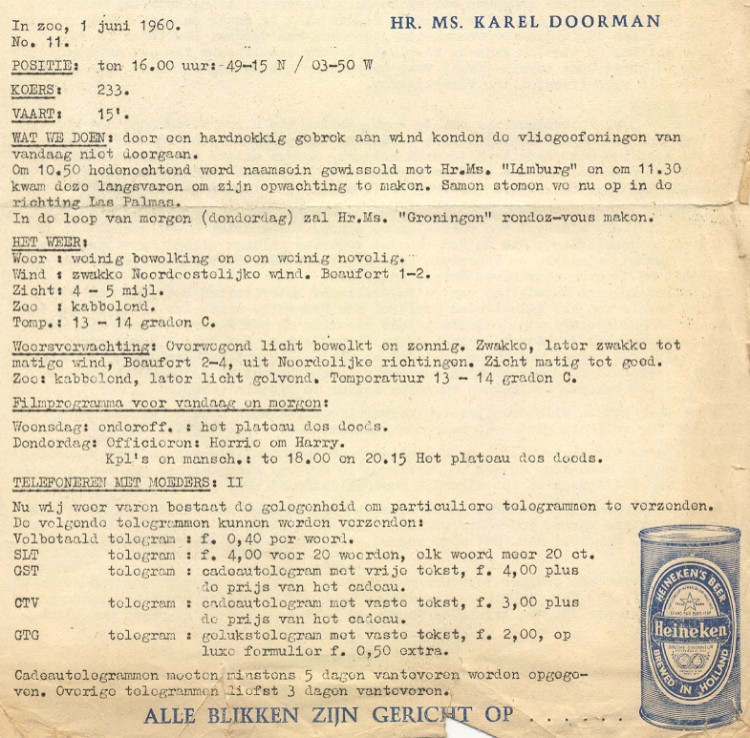 HR. MS. KAREL DOORMAN
In zee, 1 juni 1960.
No. 11.
POSITIE: ten 16.00 uur: 49-15 N / 03-50 W
KOERS: 233.
VAART: 15'.
WAT WE DOEN: door een hardnekkig gebrek aan wind konden de vliegoefeningen van
vandaag niet doorgaan.
Om 10.50 hedenochtend werd naamsein gewisseld met Hr.Ms. "Limburg" en om 11.30
kwam deze langsvaren om zijn opwachting te maken. Samen stomen we nu op in de
richting Las Palmas.
In de loop van morgen (donderdag) zal Hr.Ms. "Groningen" rendez-vous maken.
HET WEER:
Weer : weinig bewolking en een weinig nevelig.
Wind : zwakke Noordoostelijke wind. Beaufort 1-2.
Zicht: 4 - 5 mijl.
Zee : kabbelend.
Temp.: 13 - 14 graden C.
Weersverwachting: Overwegend licht bewolkt en zonnig. Zwakke, later zwakke tot
matige wind, Beaufort 2-4, uit Noordelijke richtingen. Zicht matig tot goed.
Zee: kabbelend, later licht golvend. Temperatuur 13 - 14 graden C.
Filmprogramma voor vandaag en morgen:
Woensdag: onderoff. : het plateau des doods.
Donderdag: Officieren: Herrie om Harry.
Kpl's en mansch.: te 18.00 en 20.15 Het plateau des doods.
TELEFONEREN MET MOEDERS: II
Nu wij weer varen bestaat de gelegenheid om particuliere telegrammen te verzenden.
De volgende telegrammen kunnen worden verzenden:
Volbetaald telegram : f. 0,40 per woord.
SLT telegram : f. 4,00 voor 20 woorden, elk woord meer 20 ct.
GST telegram : cadeautelegram met vrije tekst, f. 4,00 plus
de prijs van het cadeau.
CTV telegram : cadeautelegram met vaste tekst, f. 3,00 plus
de prijs van het cadeau.
GTG telegram : gelukstelegram met vaste tekst, f. 2,00, op
luxe formulier f. 0,50 extra.
Cadeautelegrammen moeten minstens 5 dagen vantevoren worden opgege-
ven. Overige telegrammen liefst 3 dagen vantevoren.
HEINEKEN'S BEER
Heineken
BREWED IN HOLLAND
ALLE BLIKKEN ZIJN GERICHT OP . . . . . .